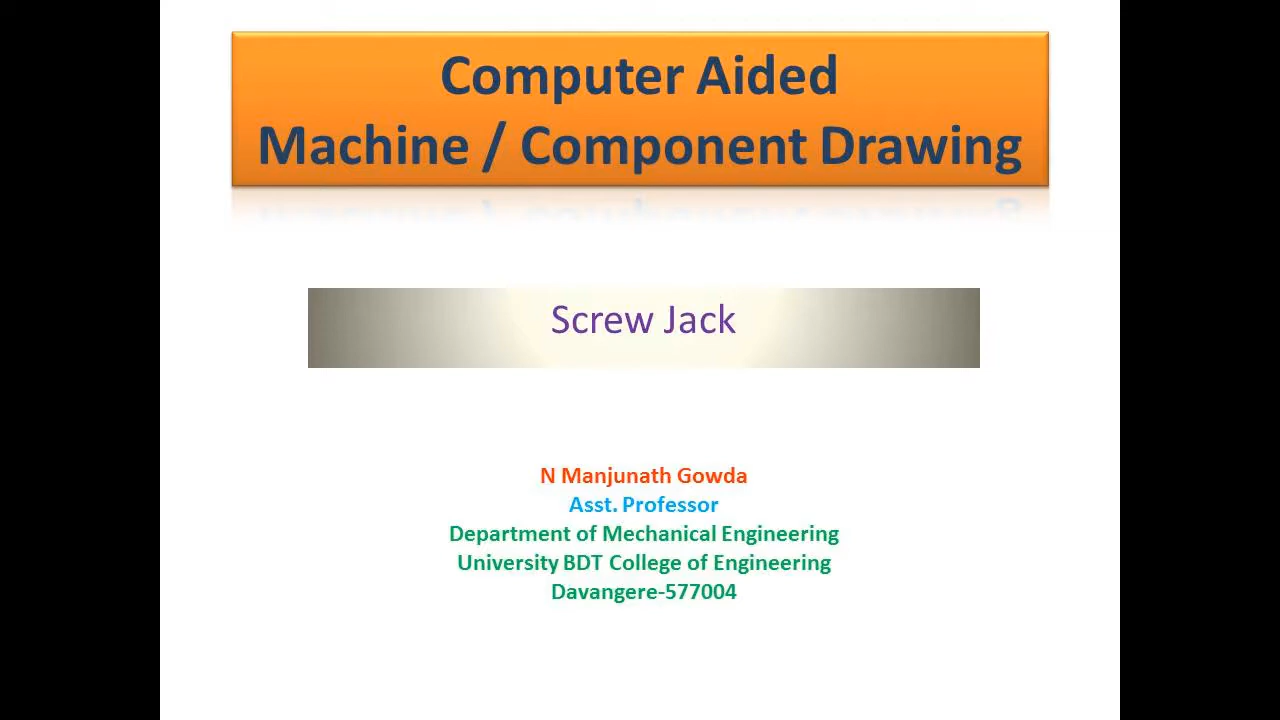 Computer Aided
Machine / Component Drawing
Screw Jack
N Manjunath Gowda
Asst. Professor
Department of Mechanical Engineering
University BDT College of Engineering
Davangere-577004